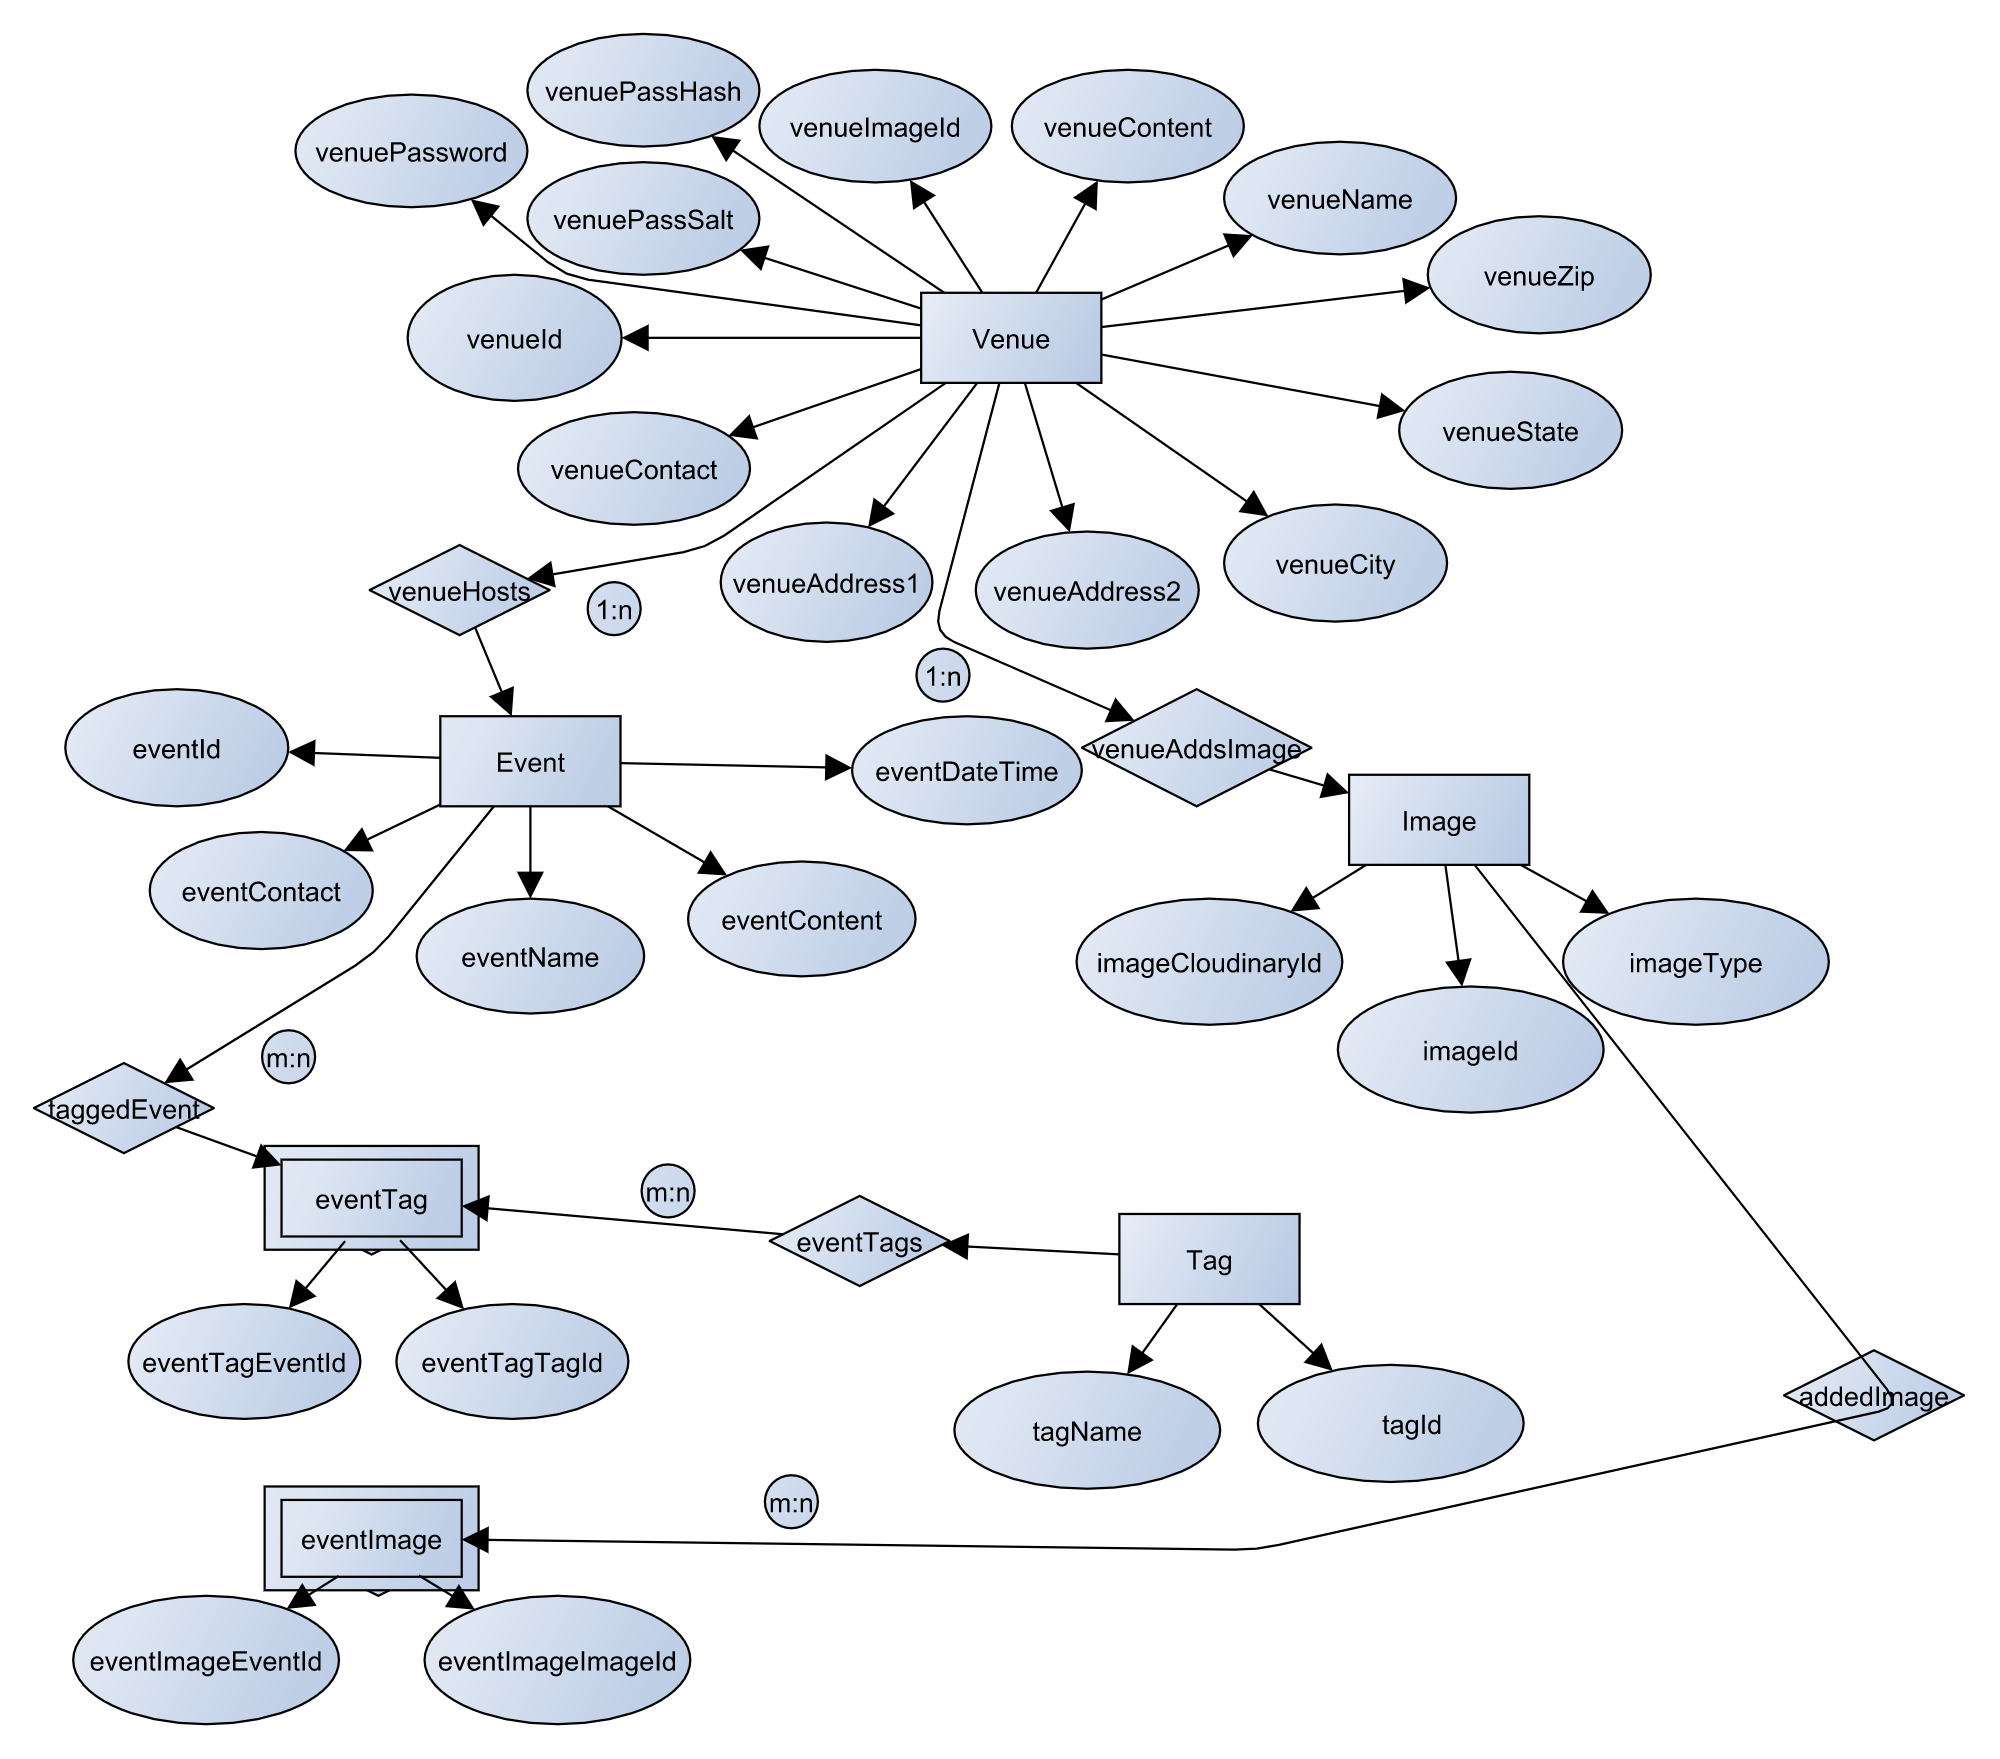 venuePassHash
venueImageId
venueContent
venuePassword
venueName
venuePassSalt
venueZip
venueId
Venue
venueState
venueContact
venueCity
venueAddress1
venueAddress2
venueHosts
1:n
1:n
eventId
Event
eventDateTime
venueAddsImage
Image
eventContact
eventContent
eventName
imageCloudinaryId
imageType
imageId
m:n
taggedEvent
eventTag
m:n
eventTags
Tag
eventTagEventId
eventTagTagId
tagName
tagId
addedImage
m:n
eventImage
eventImageEventId
eventImageImageId